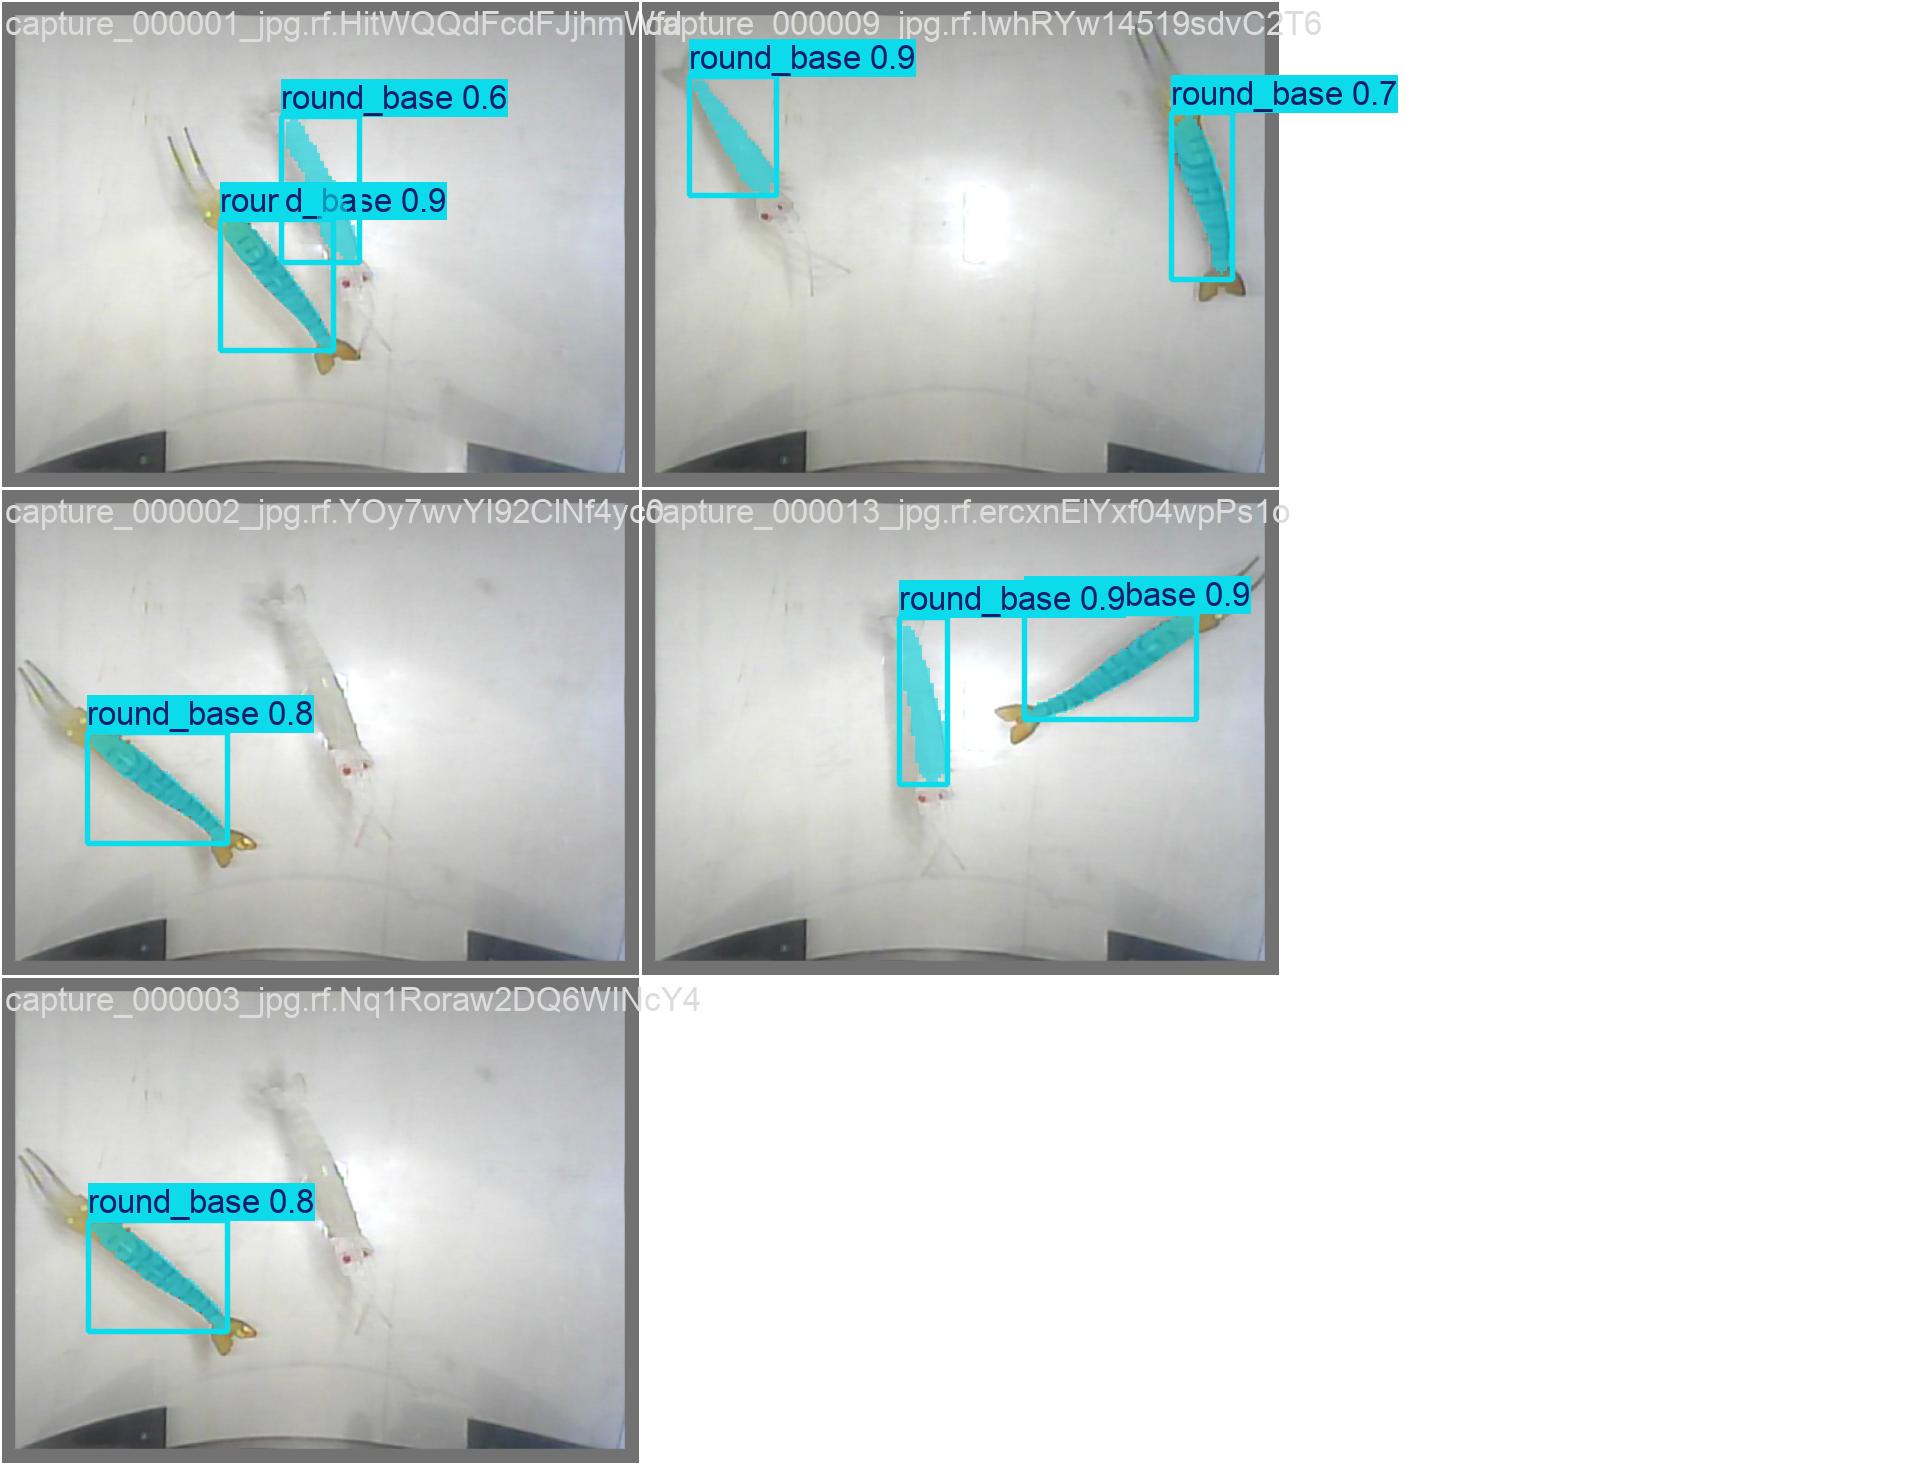 capture_000001_jpg.rf.HitWQQdFcdFJjhmW
round_base 0.6
round_base 0.9
capture_000009_jpg.rf.IwhRYw14519sdvC2T6
round_base 0.9
round_base 0.7
capture_000002_jpg.rf.YOy7wvYI92ClNf4yc6
round_base 0.8
capture_000013_jpg.rf.ercxnElYxf04wpPs1o
round_base 0.9
base 0.9
capture_000003_jpg.rf.Nq1Roraw2DQ6WINcY4
round_base 0.8